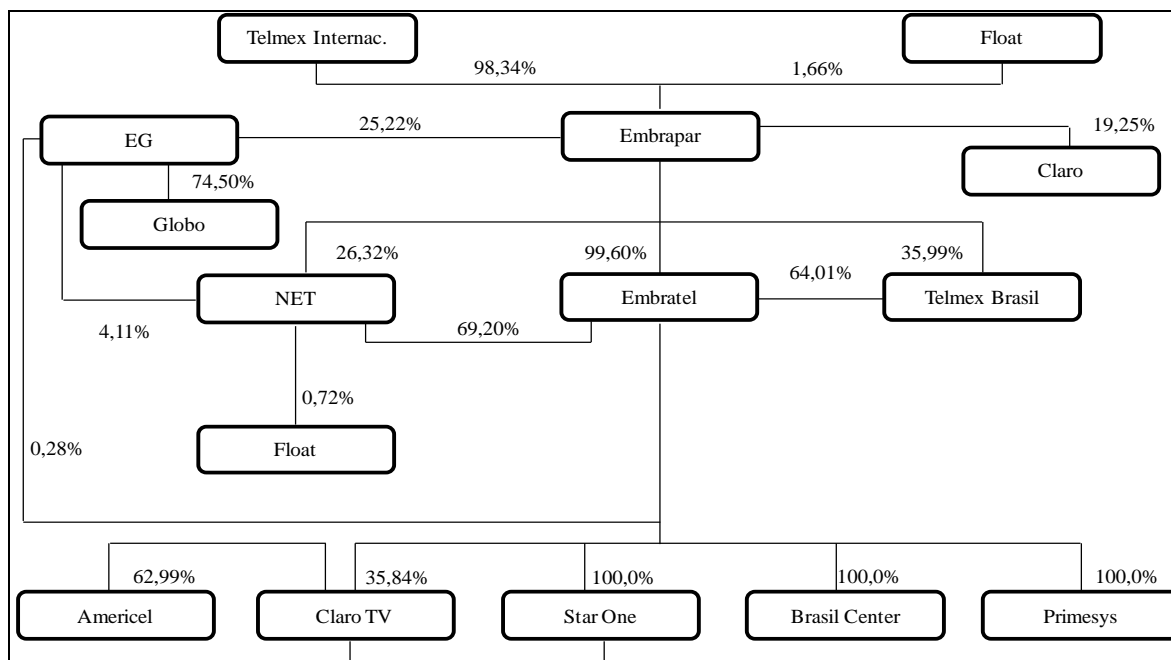 Telmex Internac.
Float
98,34%
1,66%
EG
25,22%
Embrapar
19,25%
Claro
74,50%
Globo
26,32%
99,60%
35,99%
64,01%
NET
Embratel
Telmex Brasil
4,11%
69,20%
0,72%
0,28%
Float
62,99%
35,84%
100,0%
100,0%
100,0%
Americel
Claro TV
Star One
Brasil Center
Primesys